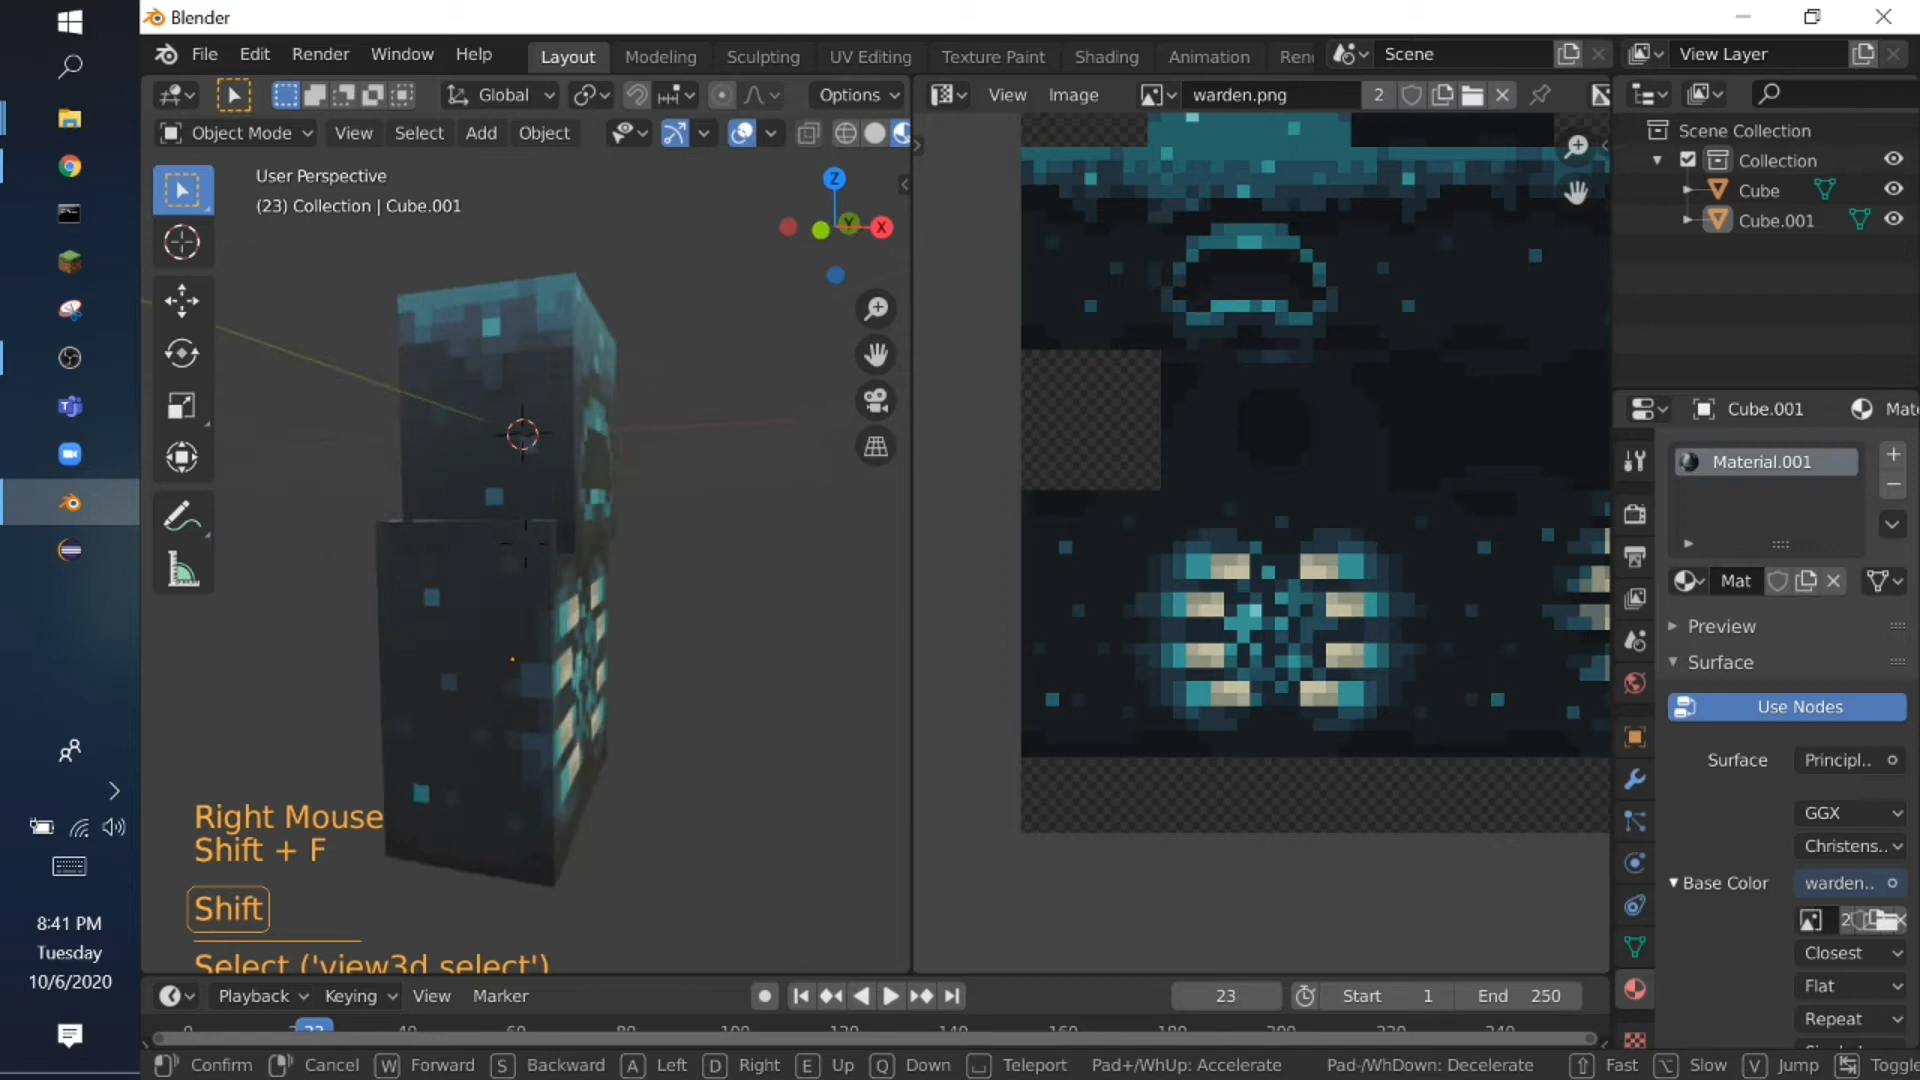 Blender
File Edit Render Window Help Layout Modeling Sculpting UV Editing Texture Paint Shading Animation Ren Scene View Layer
Global Options View Image warden.png 2
Object Mode View Select Add Object
User Perspective
(23) Collection | Cube.001
Z
Y
X
Scene Collection
Collection
Cube
Cube.001
Cube.001 Mate
Material.001
Mat
Preview
Surface
Use Nodes
Surface Principl..
GGX
Christens..
Base Color warden..
2
Closest
Flat
Repeat
Right Mouse
Shift + F
Shift
Select ('view3d.select')
8:41 PM
Tuesday
10/6/2020
Playback Keying View Marker 23 Start 1 End 250
Confirm Cancel W Forward S Backward A Left D Right E Up Q Down Teleport Pad+/WhUp: Accelerate Pad-/WhDown: Decelerate Fast Slow V Jump Toggle